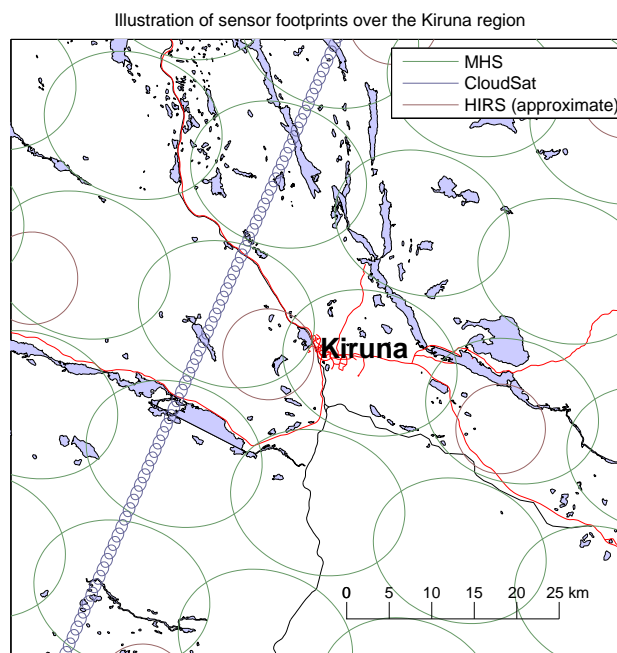 Illustration of sensor footprints over the Kiruna region
MHS
CloudSat
HIRS (approximate)
Kiruna
0 5 10 15 20 25 km